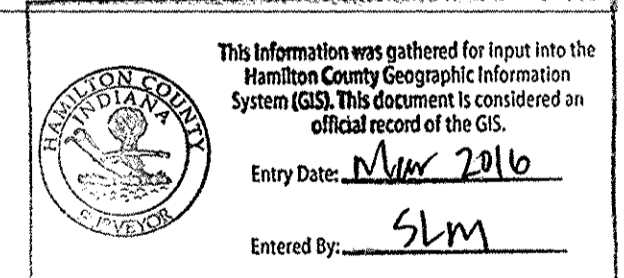 This information was gathered for input into the
Hamilton County Geographic Information
System (GIS). This document is considered an
official record of the GIS.
HAMILTON COUNTY
INDIANA
SURVEYOR
Entry Date: Mar 2016
Entered By: SLM